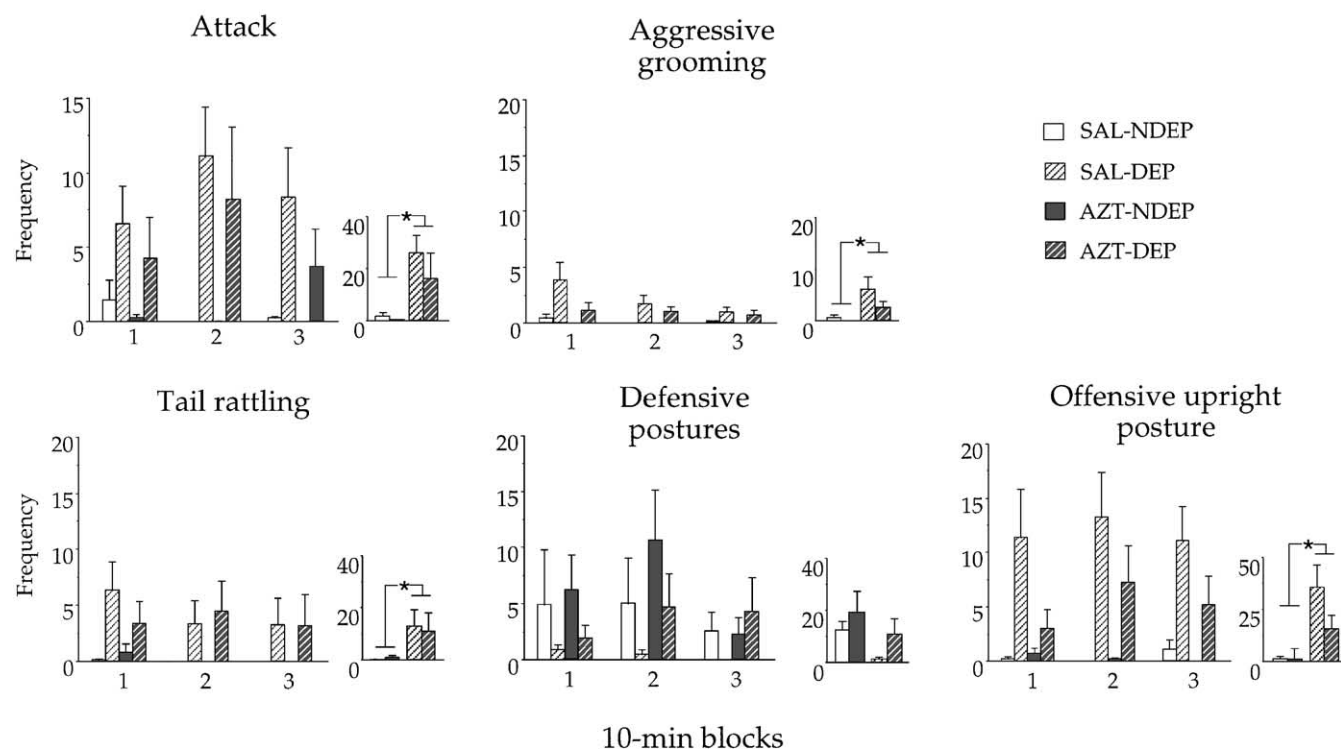 Attack
Frequency
15
10
5
0
1 2 3
40
20
0
*
Aggressive
grooming
20
15
10
5
0
1 2 3
20
10
0
*
SAL-NDEP
SAL-DEP
AZT-NDEP
AZT-DEP
Tail rattling
Frequency
20
15
10
5
0
1 2 3
40
20
0
*
Defensive
postures
20
15
10
5
0
1 2 3
40
20
0
Offensive upright
posture
20
15
10
5
0
1 2 3
50
25
0
*
10-min blocks